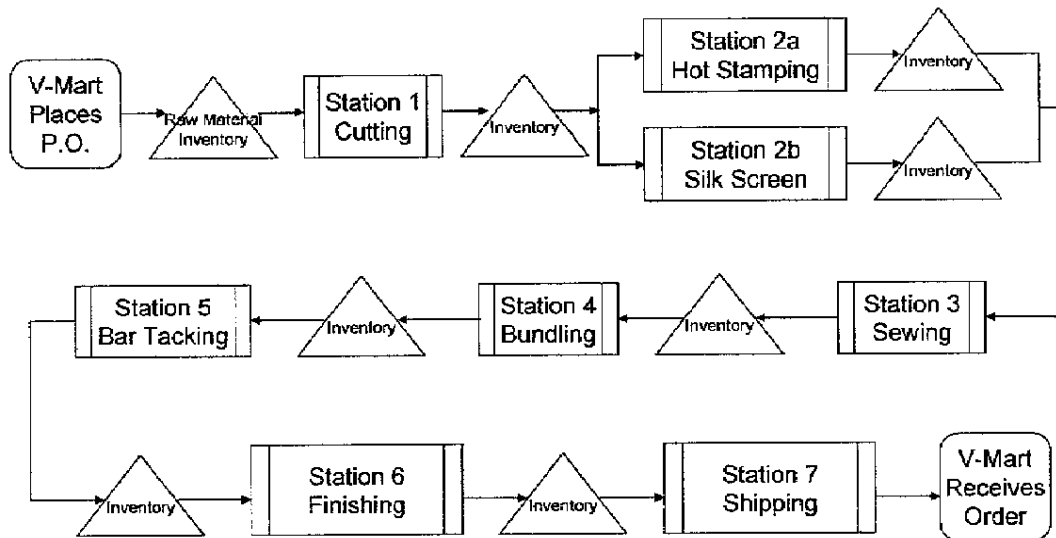 V-Mart
Places
P.O.
Raw Material
Inventory
Station 1
Cutting
Inventory
Station 2a
Hot Stamping
Inventory
Station 2b
Silk Screen
Inventory
Station 3
Sewing
Inventory
Station 4
Bundling
Inventory
Station 5
Bar Tacking
Inventory
Station 6
Finishing
Inventory
Station 7
Shipping
V-Mart
Receives
Order